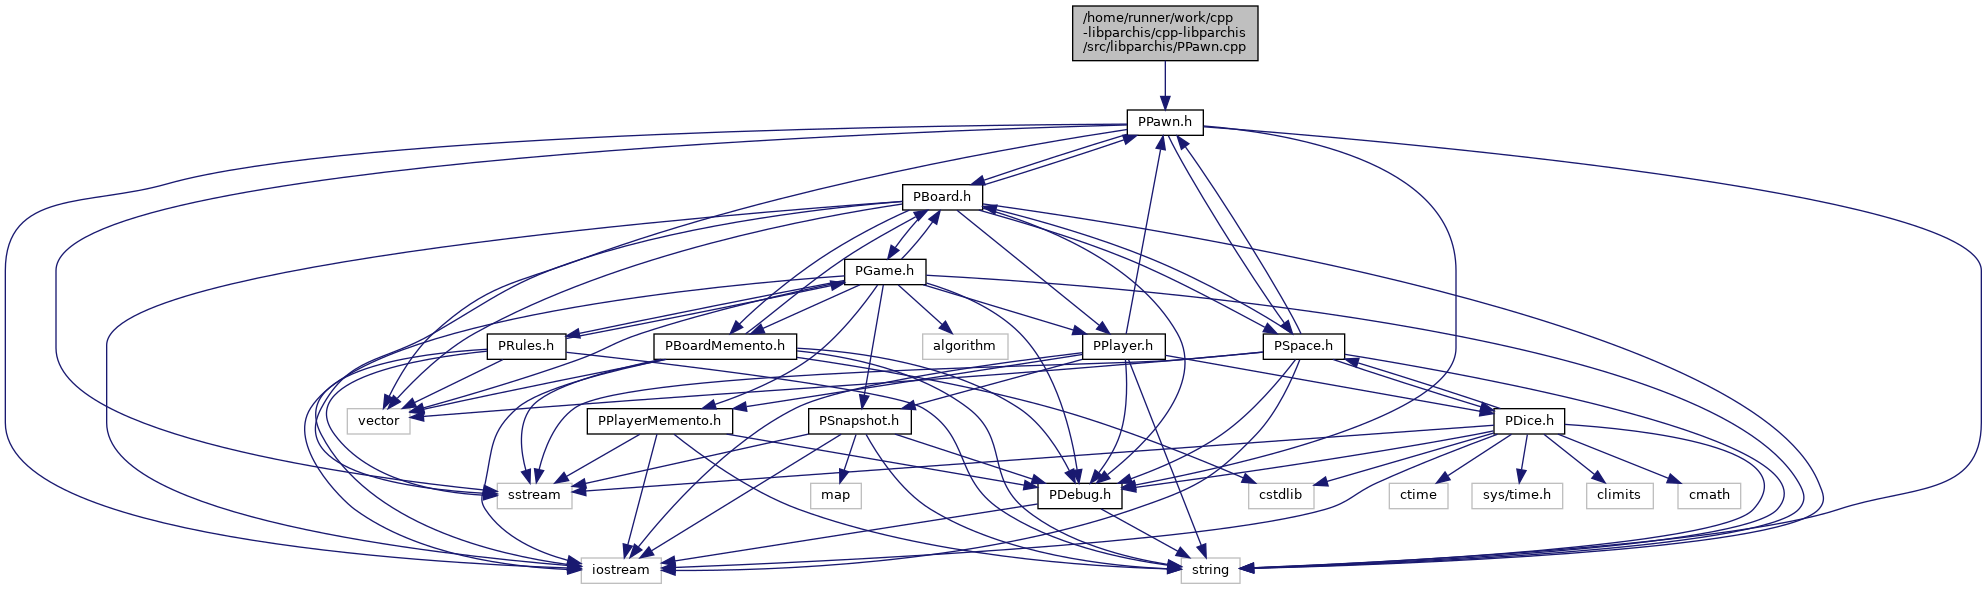 /home/runner/work/cpp
-libparchis/cpp-libparchis
/src/libparchis/PPawn.cpp
PPawn.h
PBoard.h
PGame.h
PRules.h
PBoardMemento.h
algorithm
PPlayer.h
PSpace.h
vector
PPlayerMemento.h
PSnapshot.h
PDice.h
sstream
map
PDebug.h
cstdlib
ctime
sys/time.h
climits
cmath
iostream
string